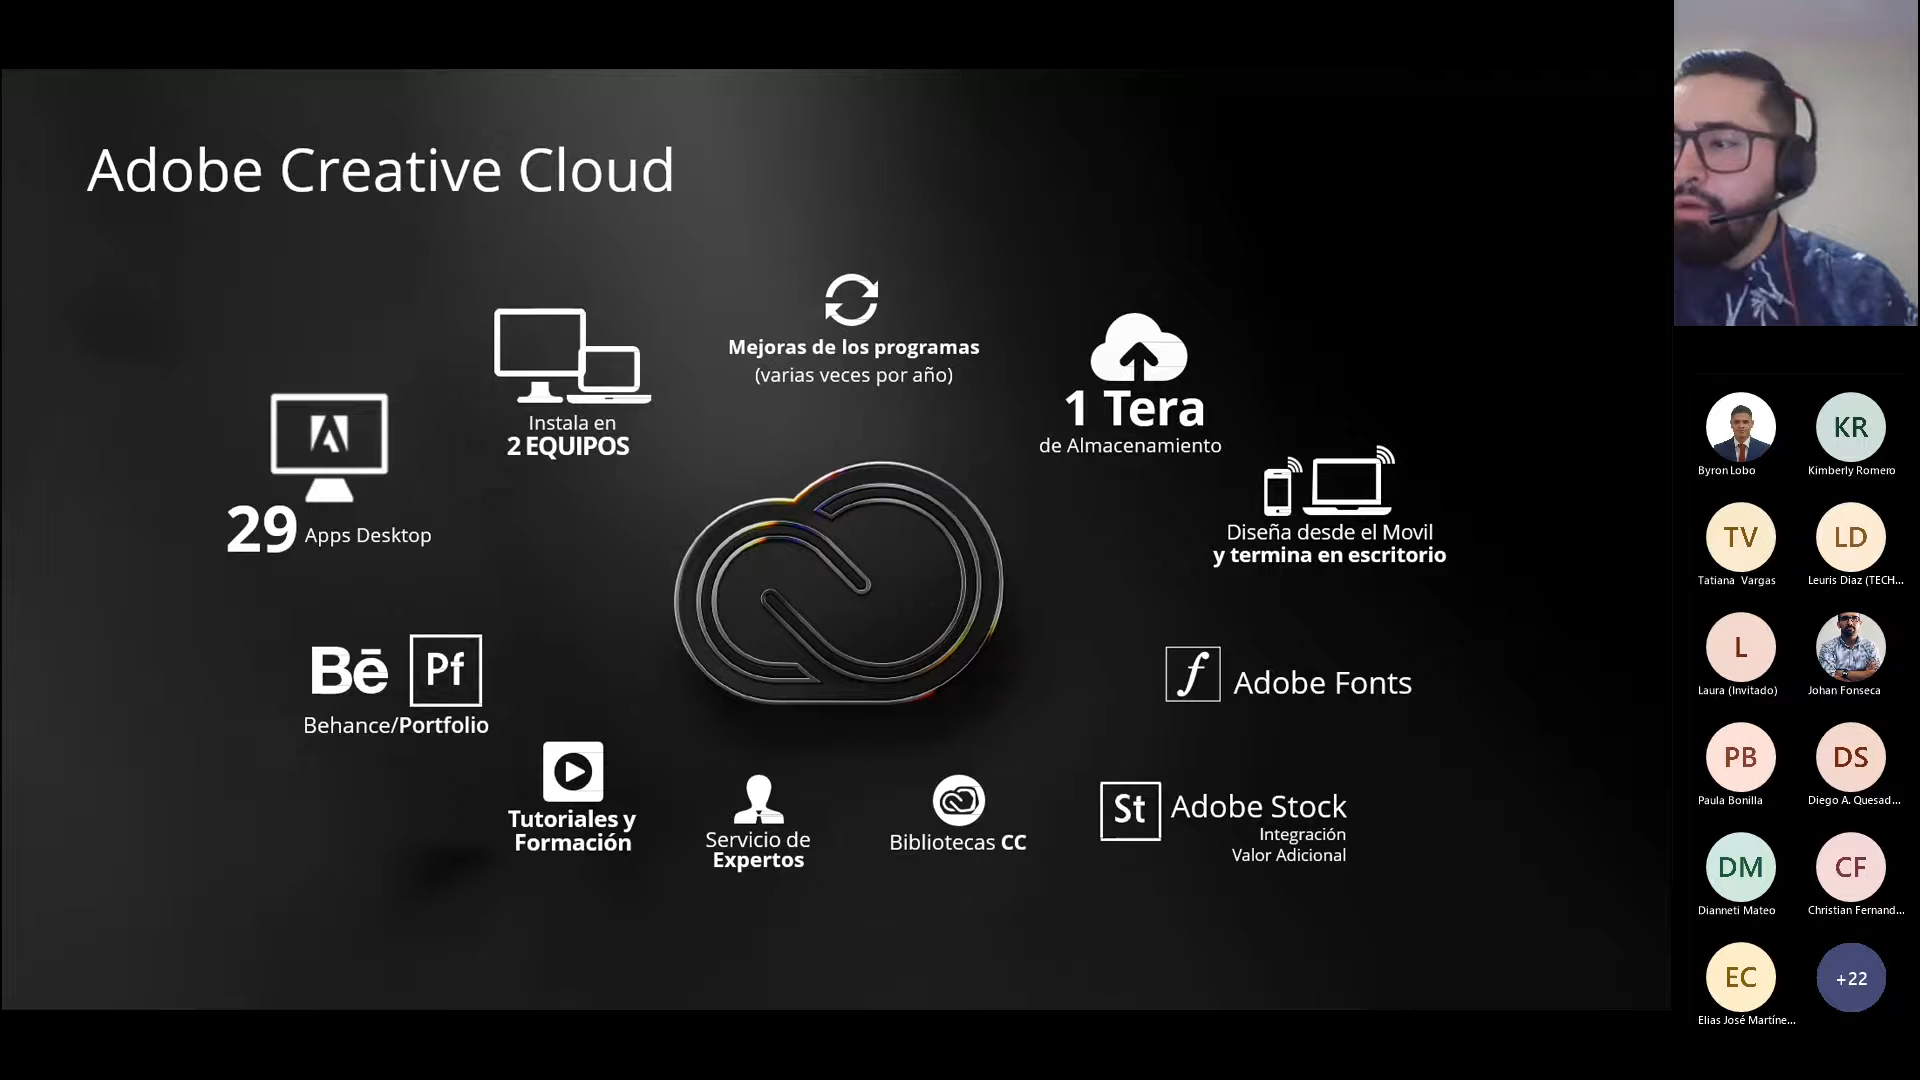 Adobe Creative Cloud
Mejoras de los programas
(varias veces por año)
Instala en
2 EQUIPOS
1 Tera
de Almacenamiento
29 Apps Desktop
Diseña desde el Movil
y termina en escritorio
Bē
Pf
Behance/Portfolio
f
Adobe Fonts
Tutoriales y
Formación
Servicio de
Expertos
Bibliotecas CC
St
Adobe Stock
Integración
Valor Adicional
Byron Lobo
KR
Kimberly Romero
TV
Tatiana Vargas
LD
Leuris Diaz (TECH...
L
Laura (Invitado)
Johan Fonseca
PB
Paula Bonilla
DS
Diego A. Quesad...
DM
Dianneti Mateo
CF
Christian Fernand...
EC
Elias José Martíne...
+22